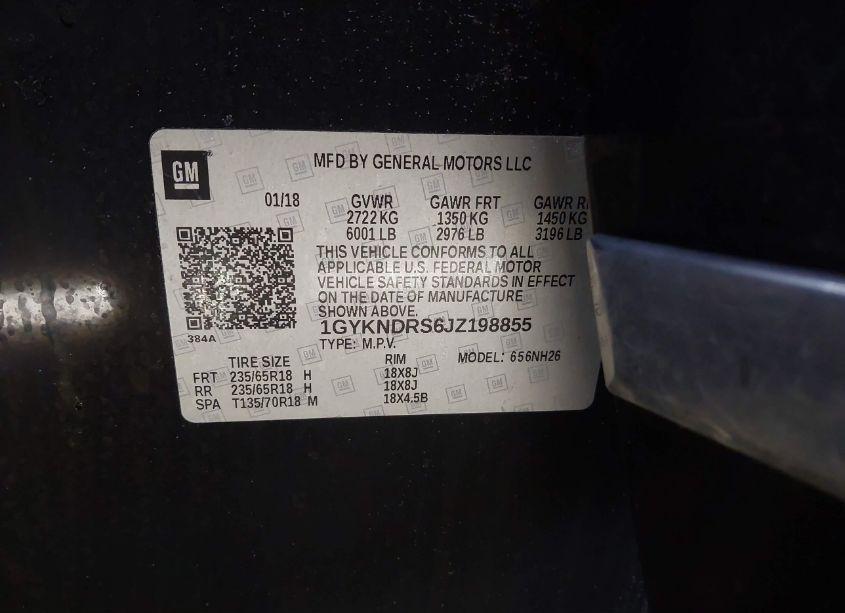 GM
MFD BY GENERAL MOTORS LLC
01/18 GVWR GAWR FRT GAWR
2722 KG 1350 KG 1450 KG
6001 LB 2976 LB 3196 LB
THIS VEHICLE CONFORMS TO ALL
APPLICABLE U.S. FEDERAL MOTOR
VEHICLE SAFETY STANDARDS IN EFFECT
ON THE DATE OF MANUFACTURE
SHOWN ABOVE.
384A
1GYKNDRS6JZ198855
TYPE: M.P.V.
TIRE SIZE RIM MODEL: 656NH26
FRT 235/65R18 H 18X8J
RR 235/65R18 H 18X8J
SPA T135/70R18 M 18X4.5B